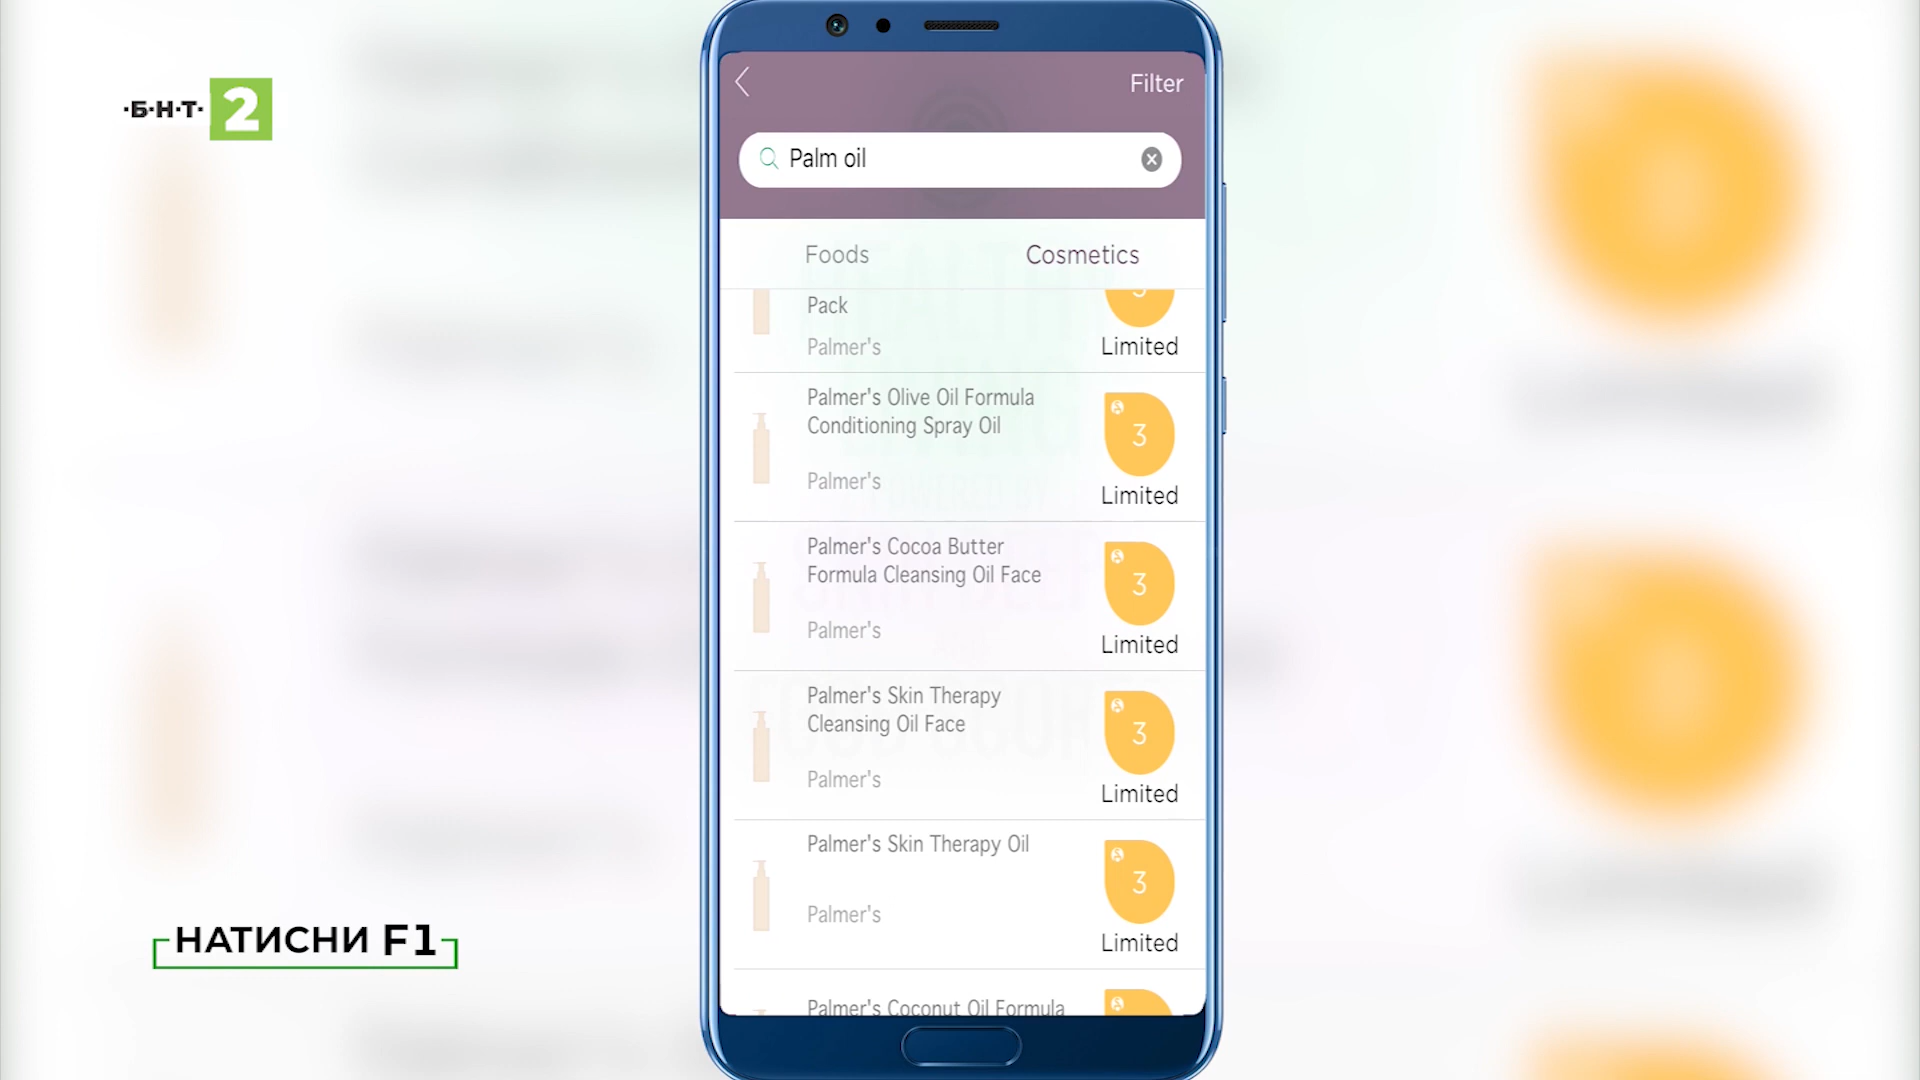 ·Б·Н·Т· 2
Filter
Palm oil
Foods
Cosmetics
Pack
Palmer's
3
Limited
Palmer's Olive Oil Formula
Conditioning Spray Oil
Palmer's
3
Limited
Palmer's Cocoa Butter
Formula Cleansing Oil Face
Palmer's
3
Limited
Palmer's Skin Therapy
Cleansing Oil Face
Palmer's
3
Limited
Palmer's Skin Therapy Oil
Palmer's
3
Limited
Palmer's Coconut Oil Formula
НАТИСНИ F1